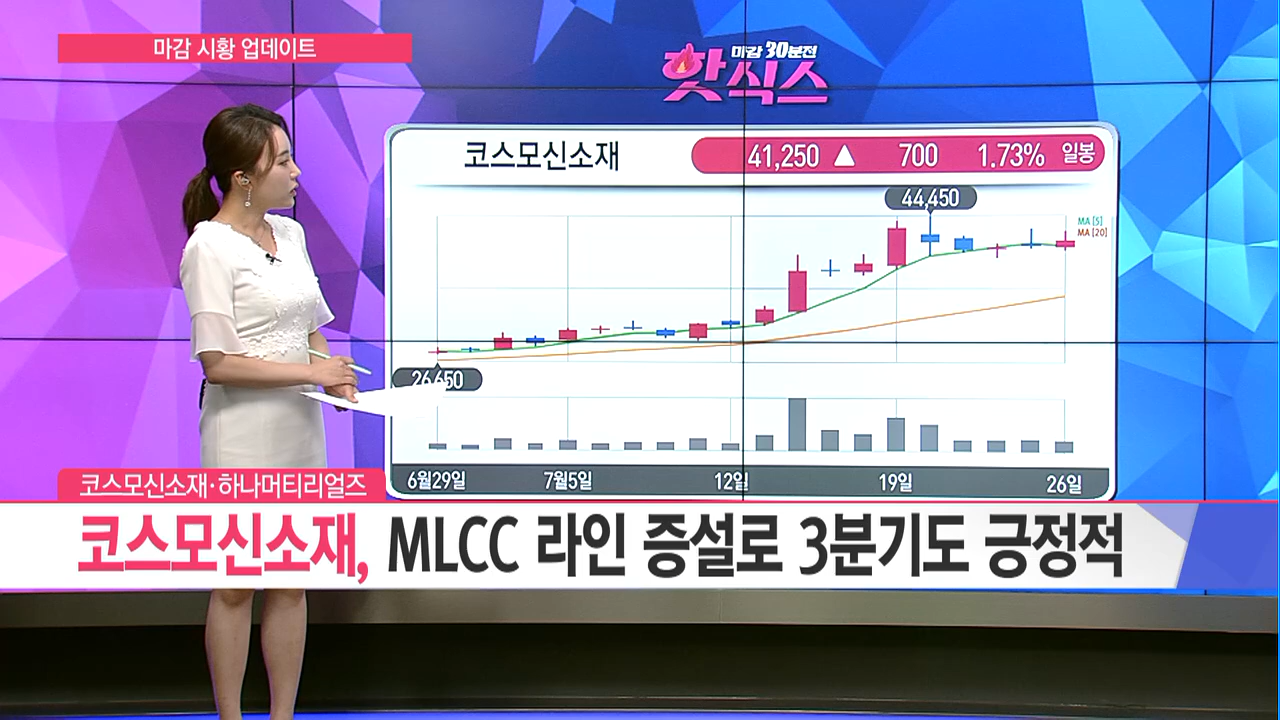 마감 시황 업데이트
마감 30분전
핫식스
코스모신소재
41,250 ▲ 700 1.73% 일봉
44,450
MA [5]
MA [20]
26,650
6월29일 7월5일 12일 19일 26일
코스모신소재·하나머티리얼즈
코스모신소재, MLCC 라인 증설로 3분기도 긍정적